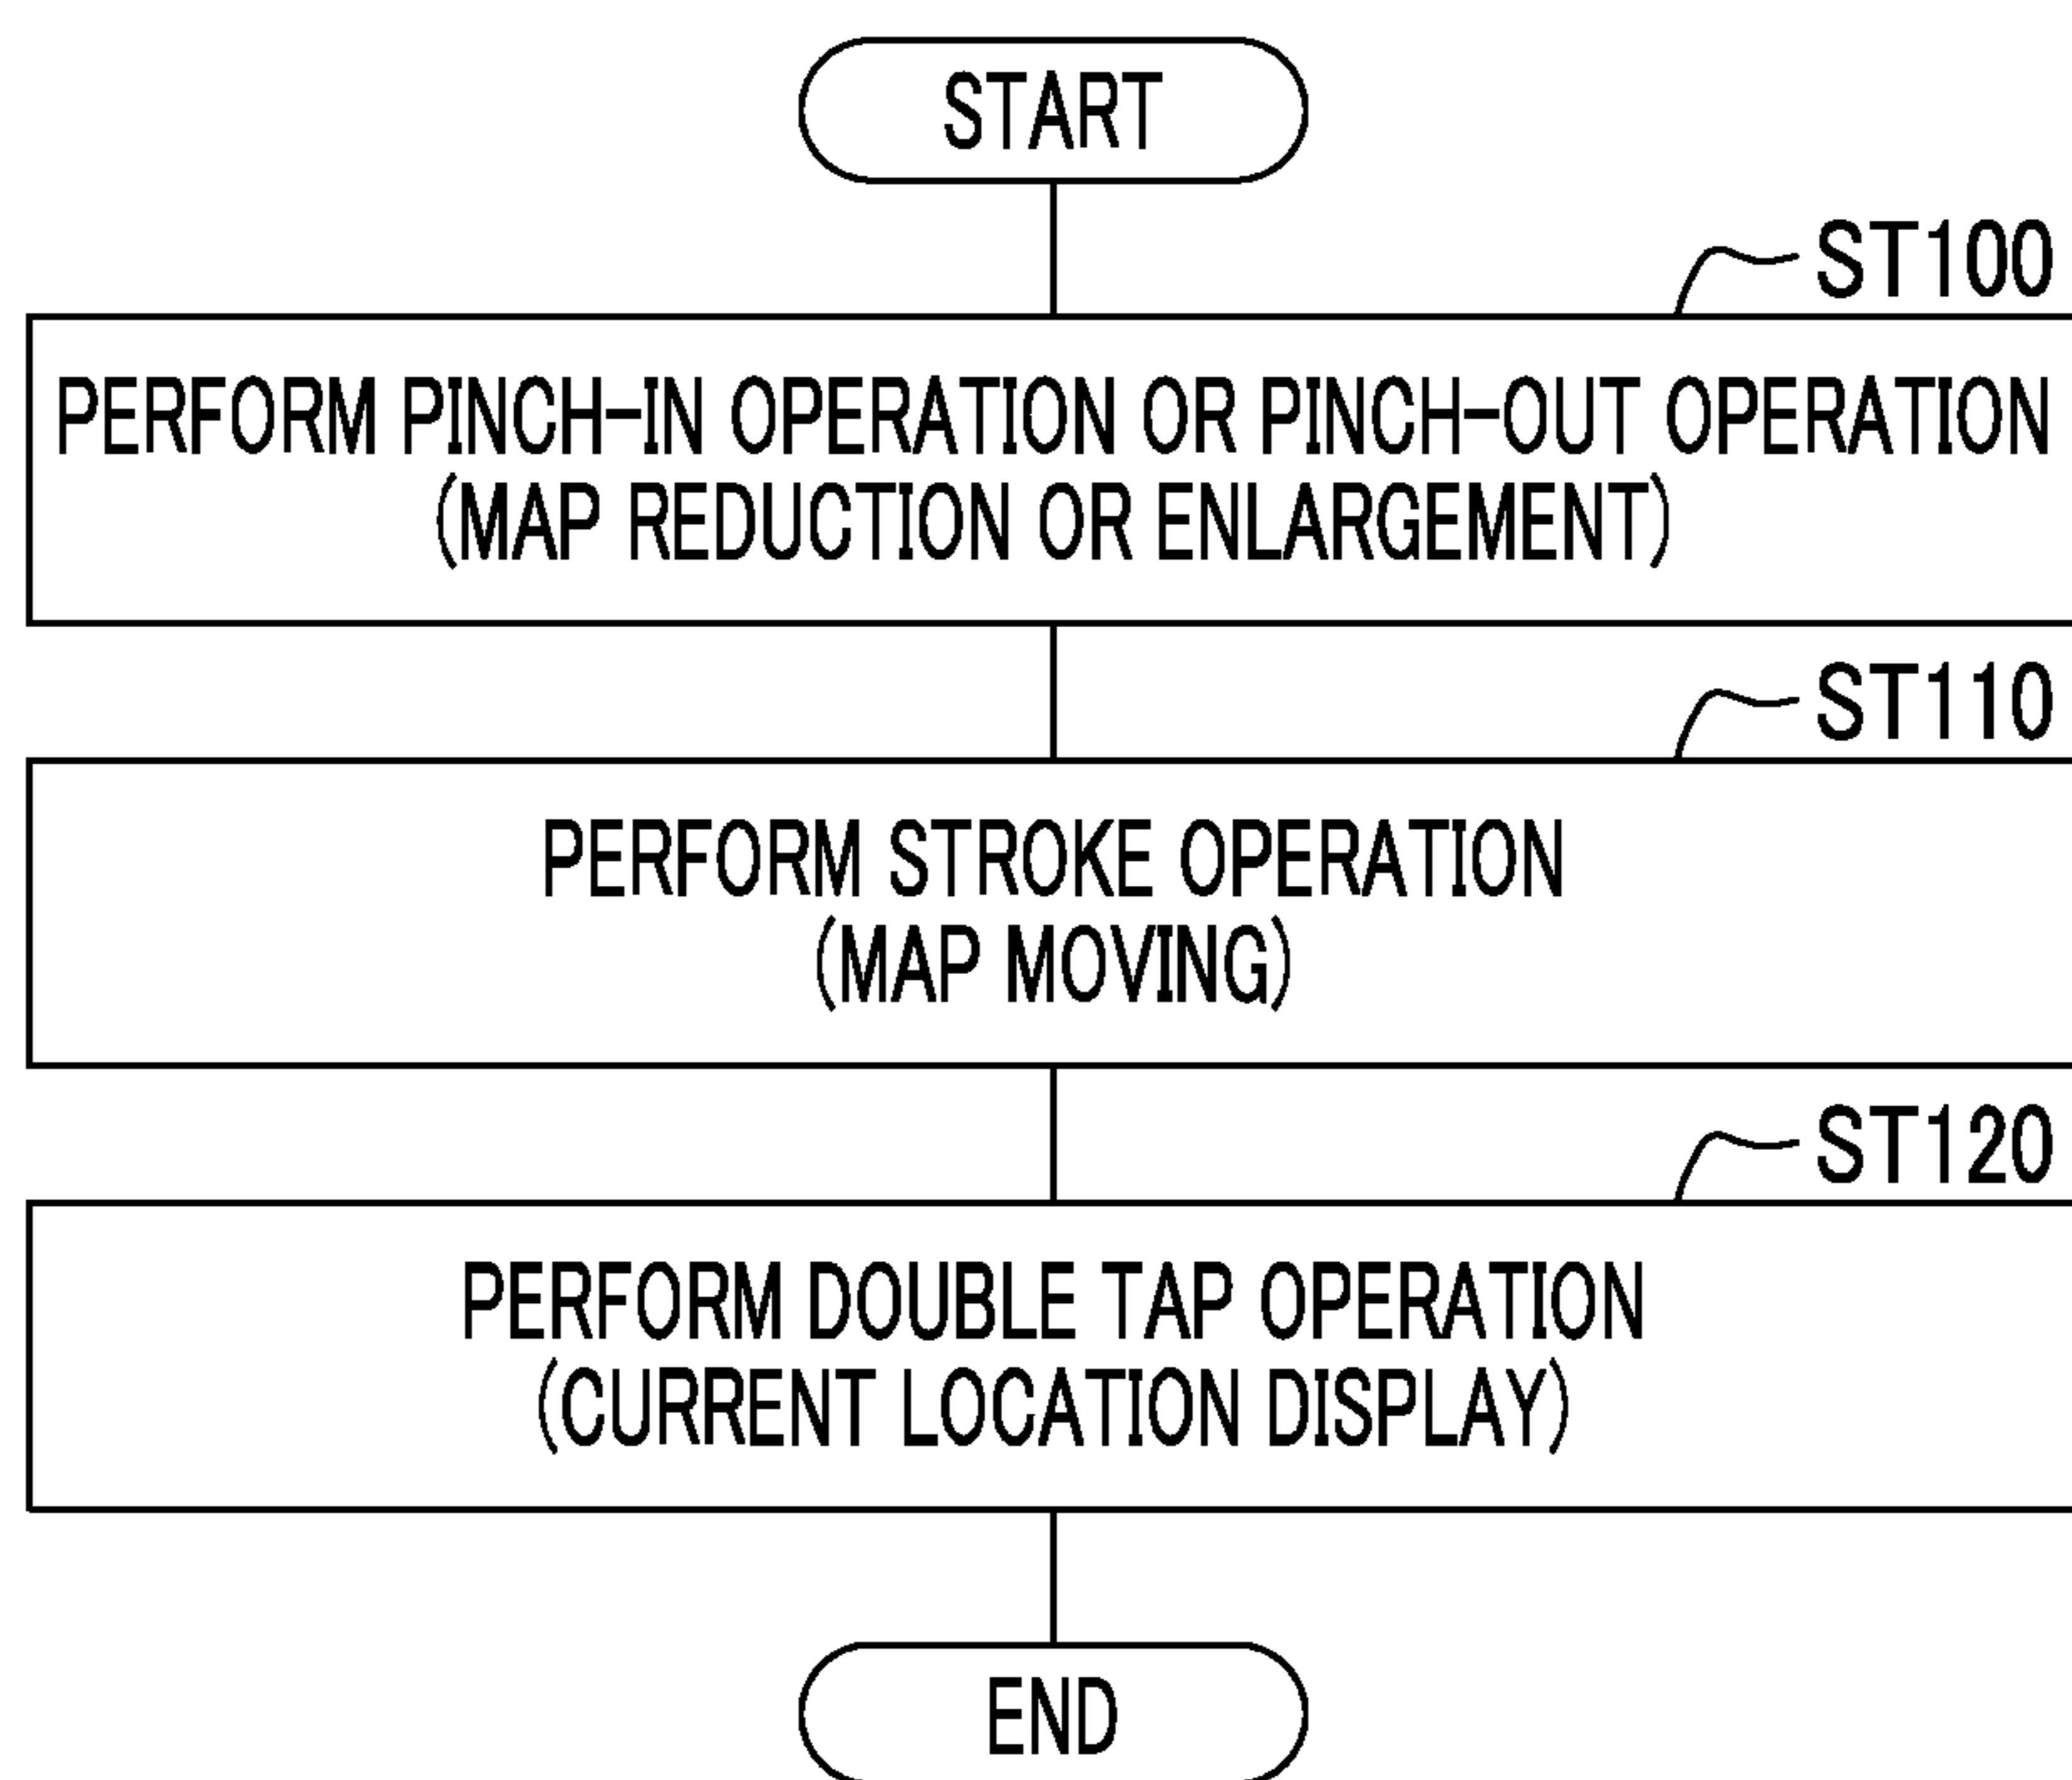 START
ST100
PERFORM PINCH-IN OPERATION OR PINCH-OUT OPERATION
(MAP REDUCTION OR ENLARGEMENT)
ST110
PERFORM STROKE OPERATION
(MAP MOVING)
ST120
PERFORM DOUBLE TAP OPERATION
(CURRENT LOCATION DISPLAY)
END